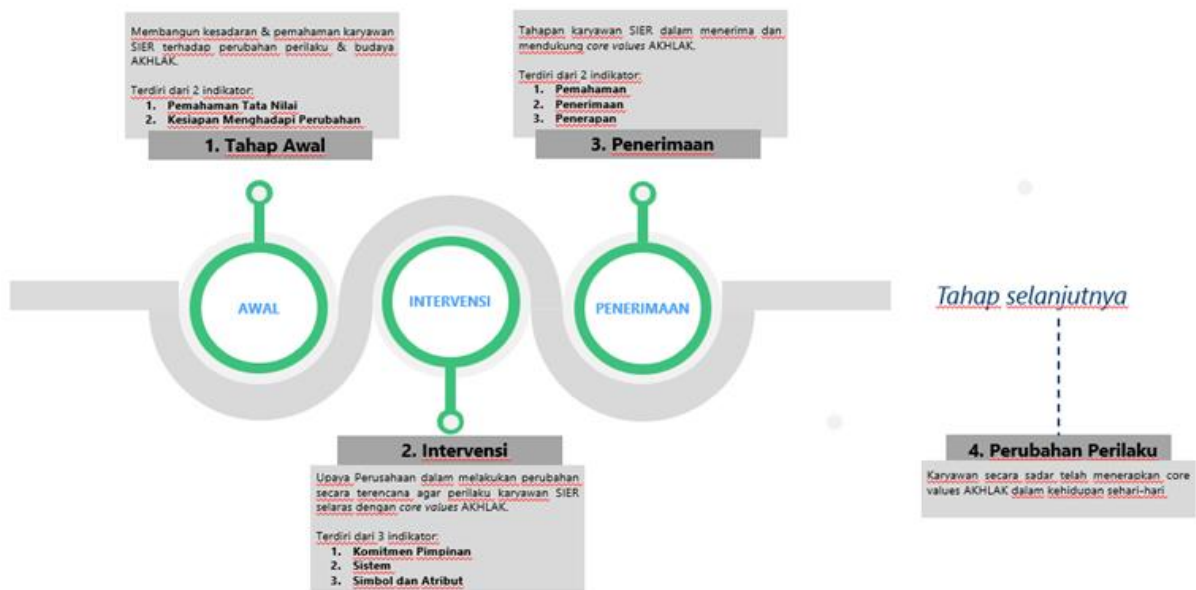 Membangun kesadaran & pemahaman karyawan
SIER terhadap perubahan perilaku & budaya
AKHLAK.
Terdiri dari 2 indikator:
1. Pemahaman Tata Nilai
2. Kesiapan Menghadapi Perubahan
1. Tahap Awal
Tahapan karyawan SIER dalam menerima dan
mendukung core values AKHLAK.
Terdiri dari 2 indikator:
1. Pemahaman
2. Penerimaan
3. Penerapan
3. Penerimaan
AWAL
INTERVENSI
PENERIMAAN
Tahap selanjutnya
2. Intervensi
Upaya Perusahaan dalam melakukan perubahan
secara terencana agar perilaku karyawan SIER
selaras dengan core values AKHLAK.
Terdiri dari 3 indikator:
1. Komitmen Pimpinan
2. Sistem
3. Simbol dan Atribut
4. Perubahan Perilaku
Karyawan secara sadar telah menerapkan core
values AKHLAK dalam kehidupan sehari-hari